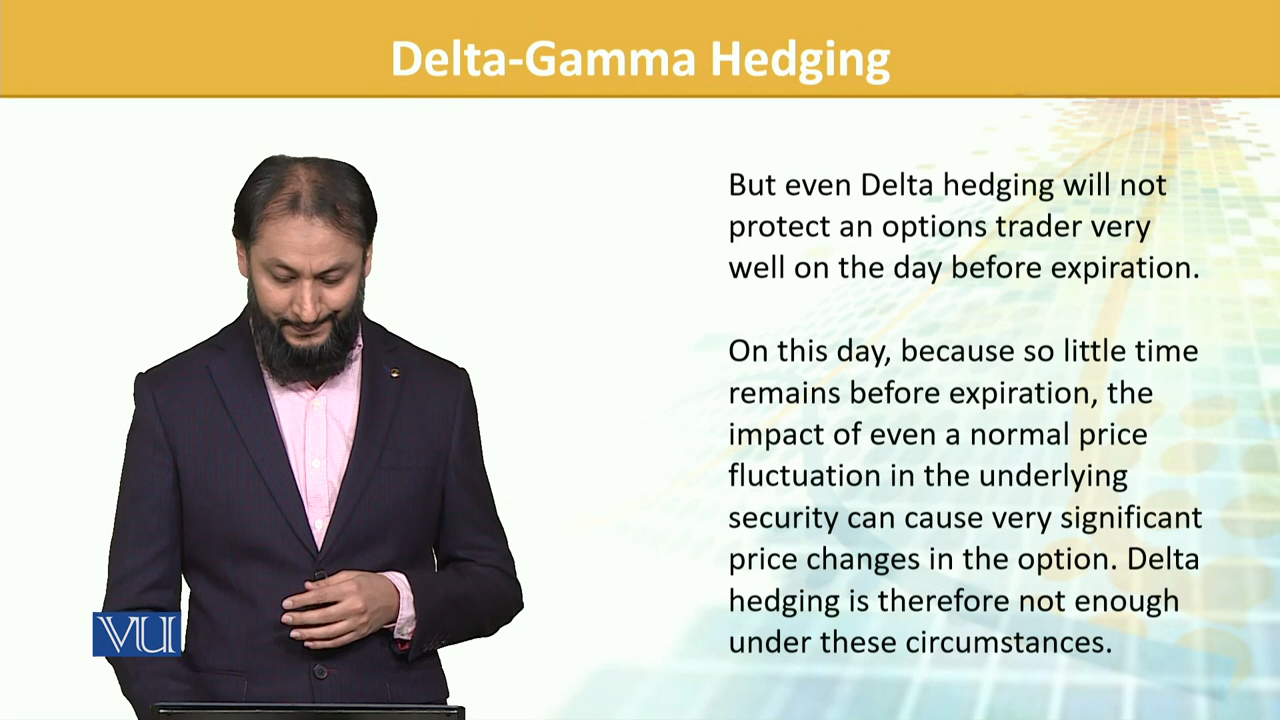 Delta-Gamma Hedging
But even Delta hedging will not
protect an options trader very
well on the day before expiration.
On this day, because so little time
remains before expiration, the
impact of even a normal price
fluctuation in the underlying
security can cause very significant
price changes in the option. Delta
hedging is therefore not enough
under these circumstances.
VU